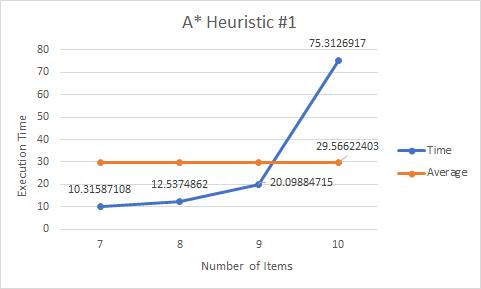 A* Heuristic #1
75.3126917
80
70
60
50
40
30
20
10
0
Execution Time
10.31587108
12.5374862
20.09884715
29.56622403
Time
Average
7 8 9 10
Number of Items